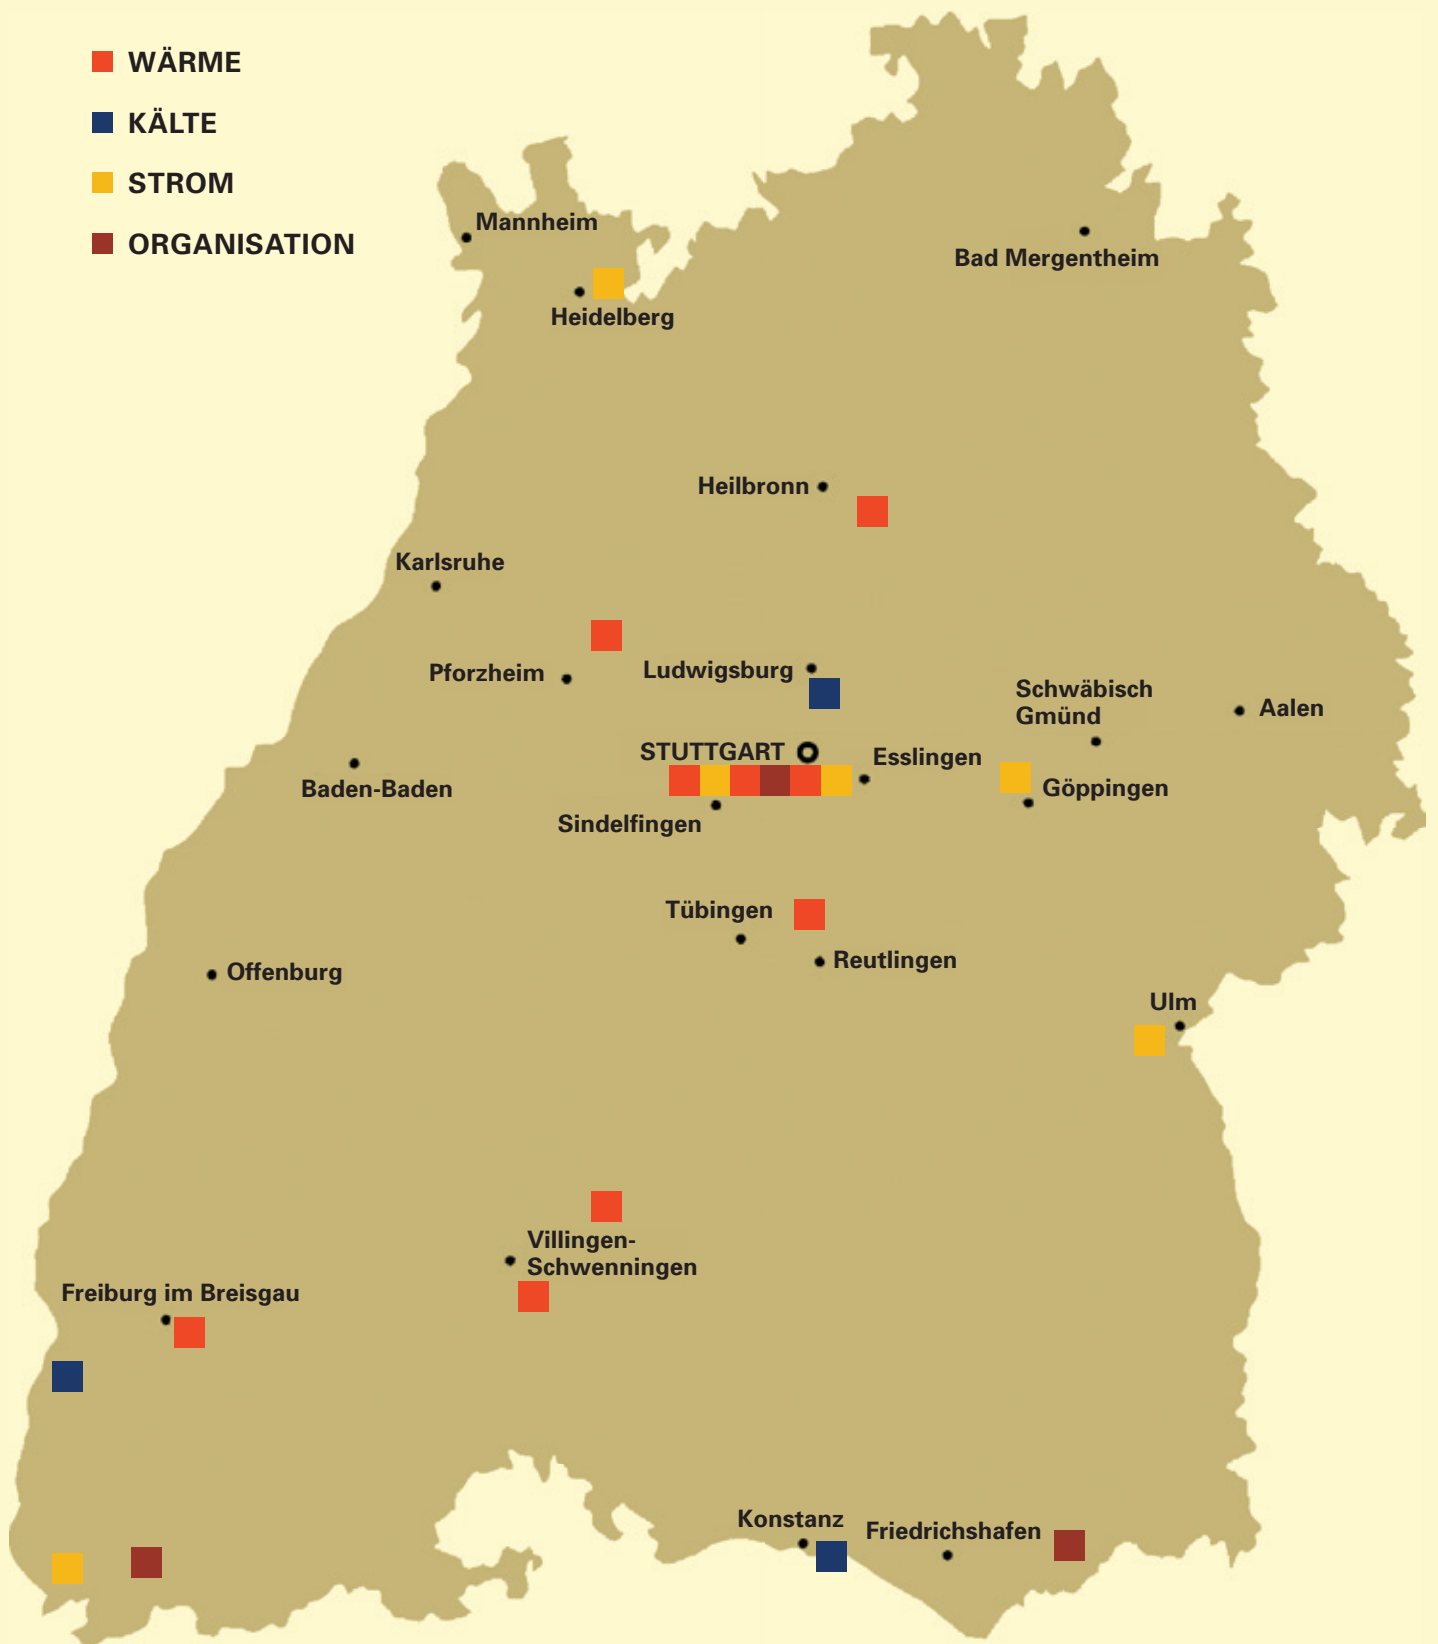 WÄRME
KÄLTE
STROM
ORGANISATION
Mannheim
Bad Mergentheim
Heidelberg
Heilbronn
Karlsruhe
Pforzheim
Ludwigsburg
Schwäbisch
Gmünd
Aalen
STUTTGART
Esslingen
Baden-Baden
Göppingen
Sindelfingen
Tübingen
Reutlingen
Offenburg
Ulm
Villingen-
Schwenningen
Freiburg im Breisgau
Konstanz
Friedrichshafen